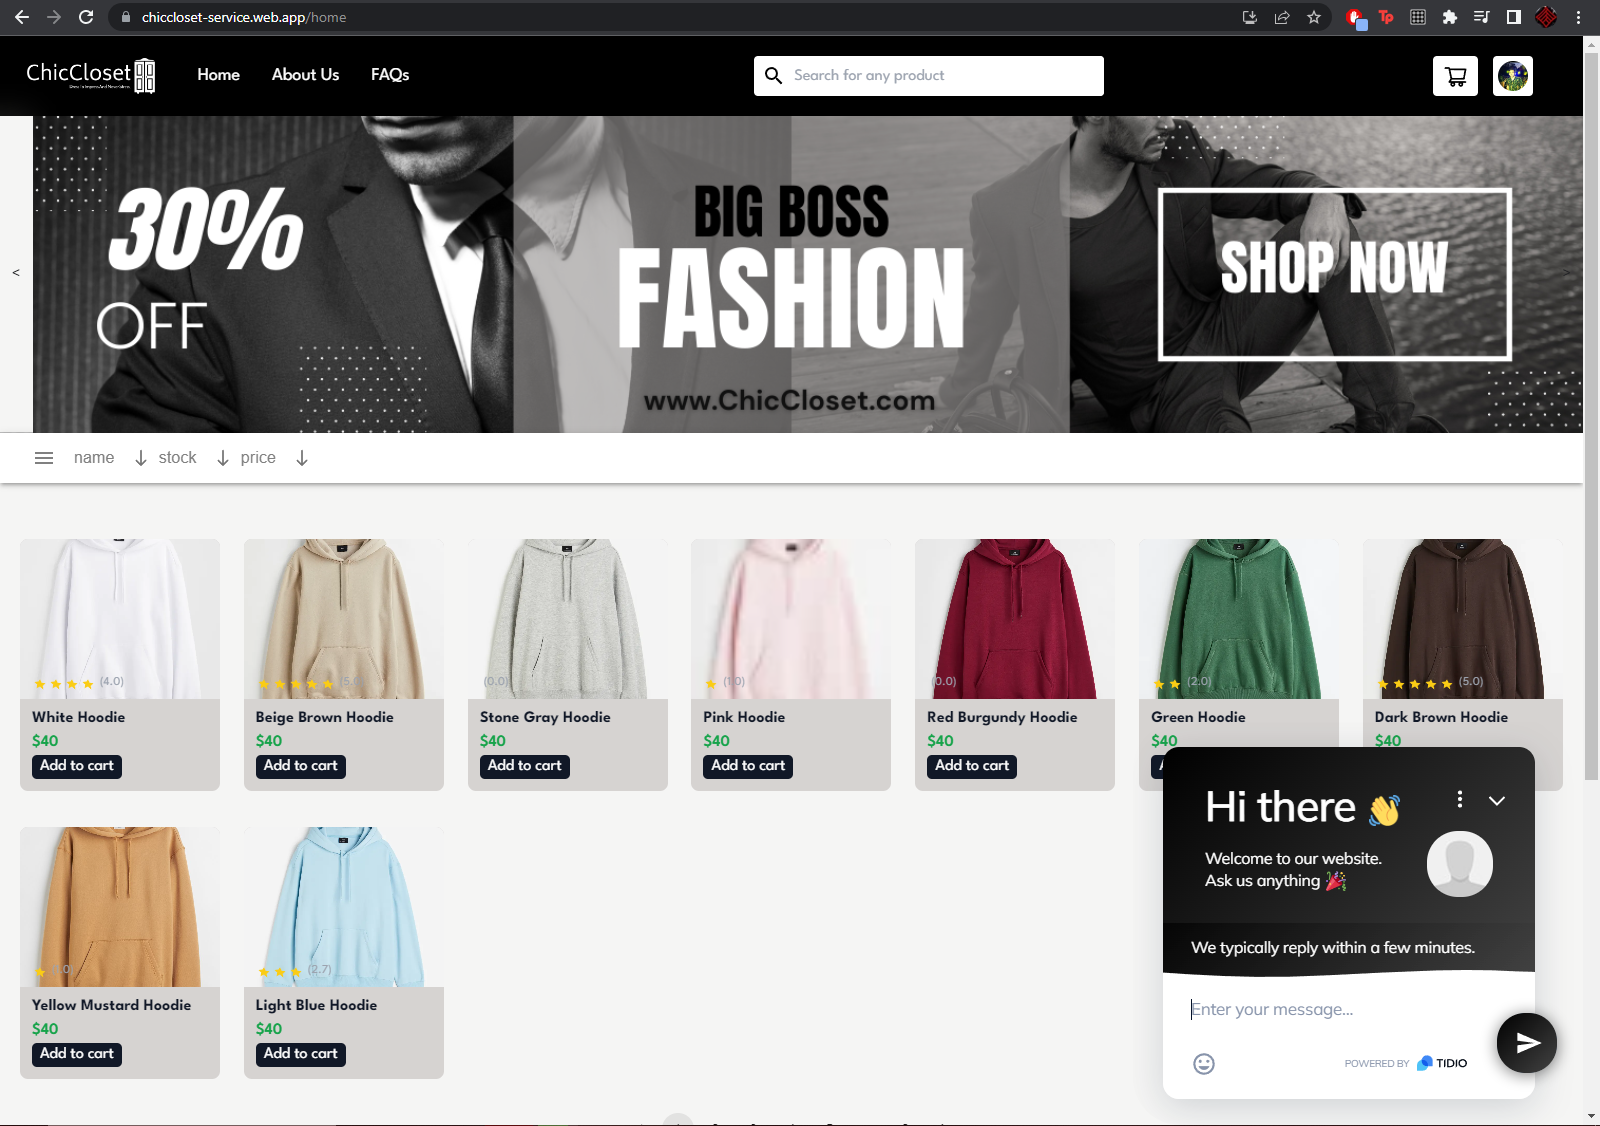 chiccloset-service.web.app/home
ChicCloset
Home
About Us
FAQs
Search for any product
30%
OFF
BIG BOSS
FASHION
www.ChicCloset.com
SHOP NOW
<
>
name
stock
price
(4.0)
White Hoodie
$40
Add to cart
(5.0)
Beige Brown Hoodie
$40
Add to cart
(0.0)
Stone Gray Hoodie
$40
Add to cart
(1.0)
Pink Hoodie
$40
Add to cart
(0.0)
Red Burgundy Hoodie
$40
Add to cart
(2.0)
Green Hoodie
$40
(5.0)
Dark Brown Hoodie
$40
Yellow Mustard Hoodie
$40
Add to cart
(2.7)
Light Blue Hoodie
$40
Add to cart
Hi there 👋
Welcome to our website.
Ask us anything 🎉
We typically reply within a few minutes.
Enter your message...
POWERED BY TIDIO